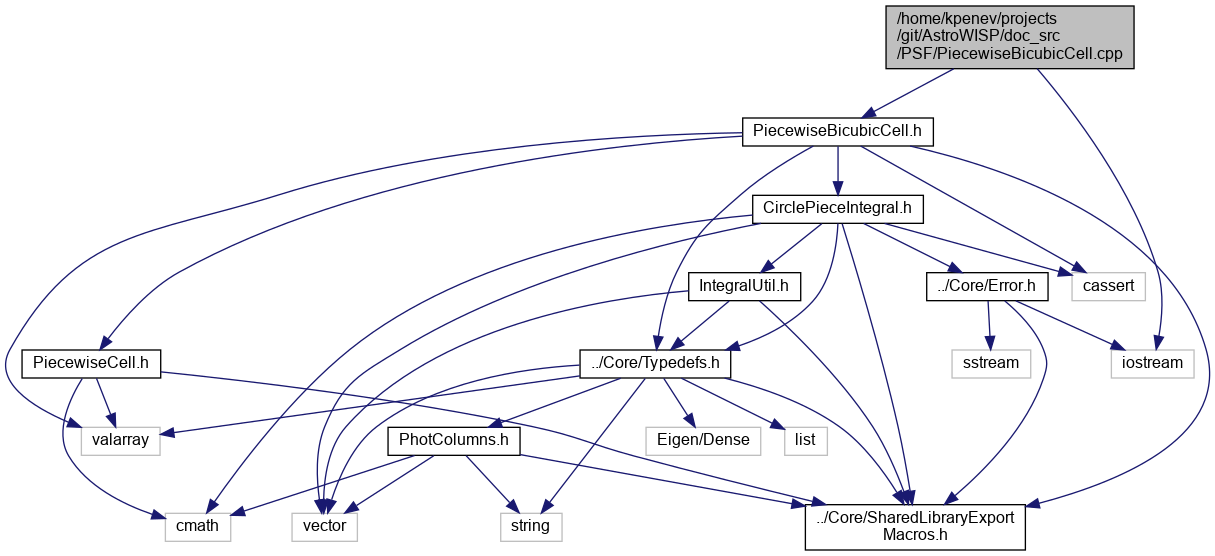 /home/kpenev/projects
/git/AstroWISP/doc_src
/PSF/PiecewiseBicubicCell.cpp
PiecewiseBicubicCell.h
CirclePieceIntegral.h
IntegralUtil.h
../Core/Error.h
cassert
PiecewiseCell.h
../Core/Typedefs.h
sstream
iostream
valarray
PhotColumns.h
Eigen/Dense
list
cmath
vector
string
../Core/SharedLibraryExport
Macros.h